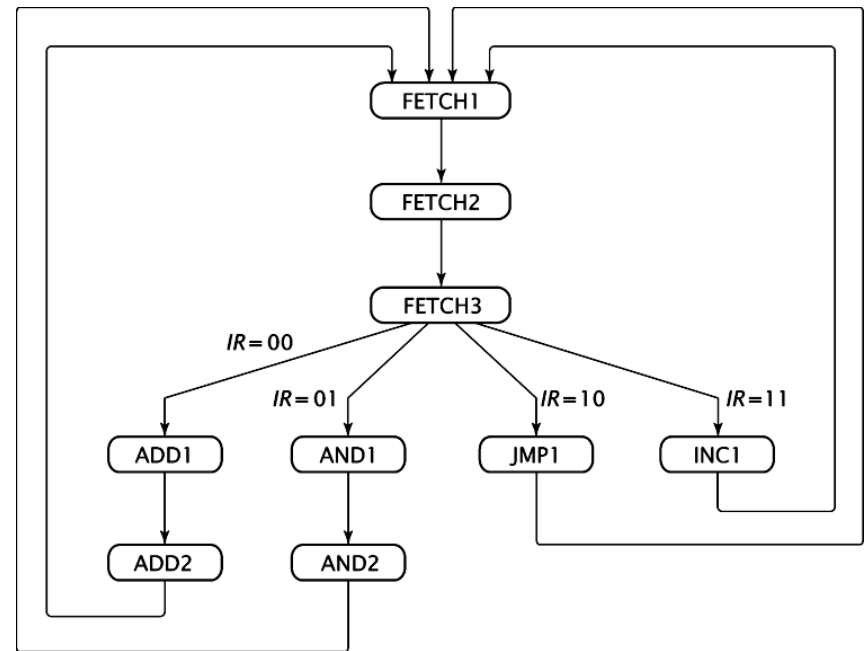 FETCH1
FETCH2
FETCH3
IR=00
IR=01
IR=10
IR=11
ADD1
AND1
JMP1
INC1
ADD2
AND2